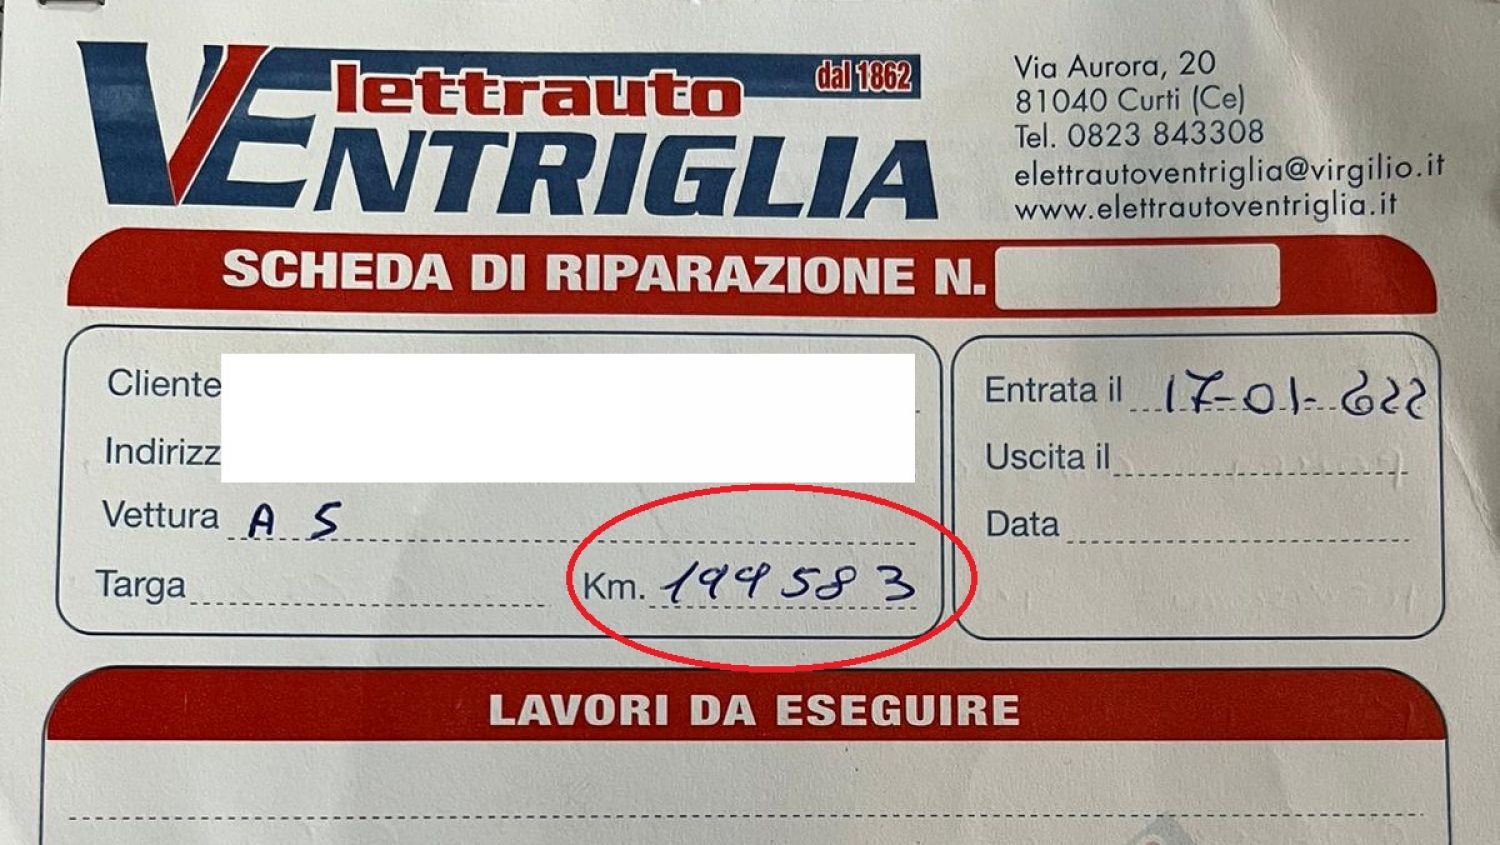 Elettrauto dal 1862
VENTRIGLIA
Via Aurora, 20
81040 Curti (Ce)
Tel. 0823 843308
elettrautoventriglia@virgilio.it
www.elettrautoventriglia.it
SCHEDA DI RIPARAZIONE N.
Cliente
Indirizz
Vettura A 5
Targa Km. 199583
Entrata il 17-01-2022
Uscita il
Data
LAVORI DA ESEGUIRE